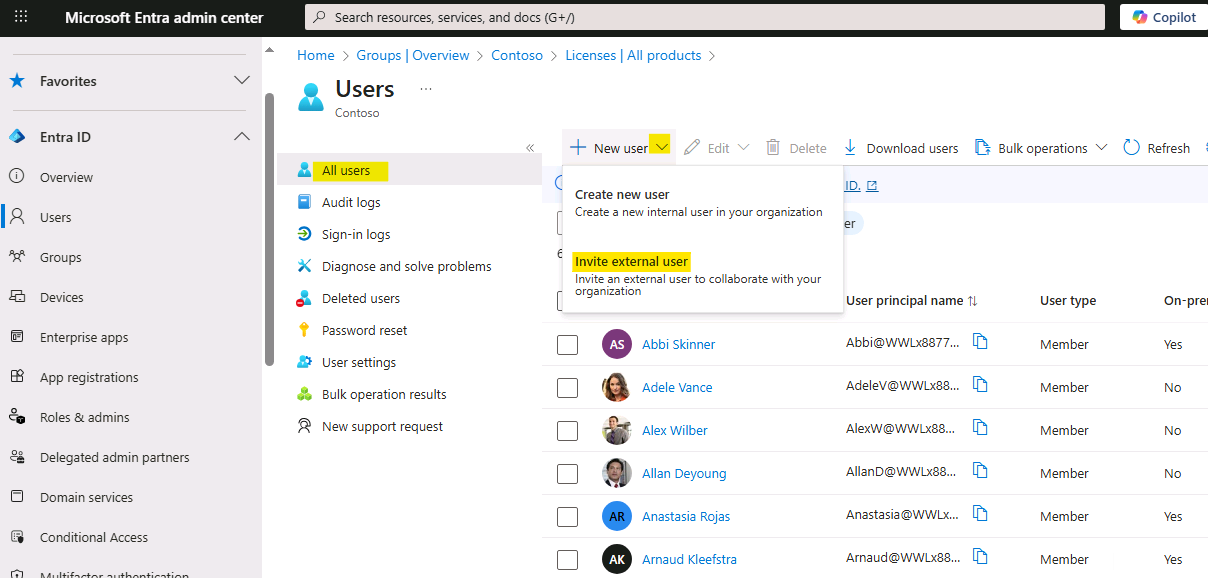 Microsoft Entra admin center
Search resources, services, and docs (G+/)
Copilot
Home > Groups | Overview > Contoso > Licenses | All products >
Favorites
Entra ID
Overview
Users
Groups
Devices
Enterprise apps
App registrations
Roles & admins
Delegated admin partners
Domain services
Conditional Access
Multifactor authentication
Users
...
Contoso
All users
Audit logs
Sign-in logs
Diagnose and solve problems
Deleted users
Password reset
User settings
Bulk operation results
New support request
New user
Edit
Delete
Download users
Bulk operations
Refresh
Create new user
Create a new internal user in your organization
Invite external user
Invite an external user to collaborate with your
organization
ID.
er
User principal name
User type
On-prem
AS Abbi Skinner Abbi@WWLx8877... Member Yes
Adele Vance AdeleV@WWLx88... Member No
Alex Wilber AlexW@WWLx88... Member No
Allan Deyoung AllanD@WWLx88... Member No
AR Anastasia Rojas Anastasia@WWLx... Member Yes
AK Arnaud Kleefstra Arnaud@WWLx88... Member Yes